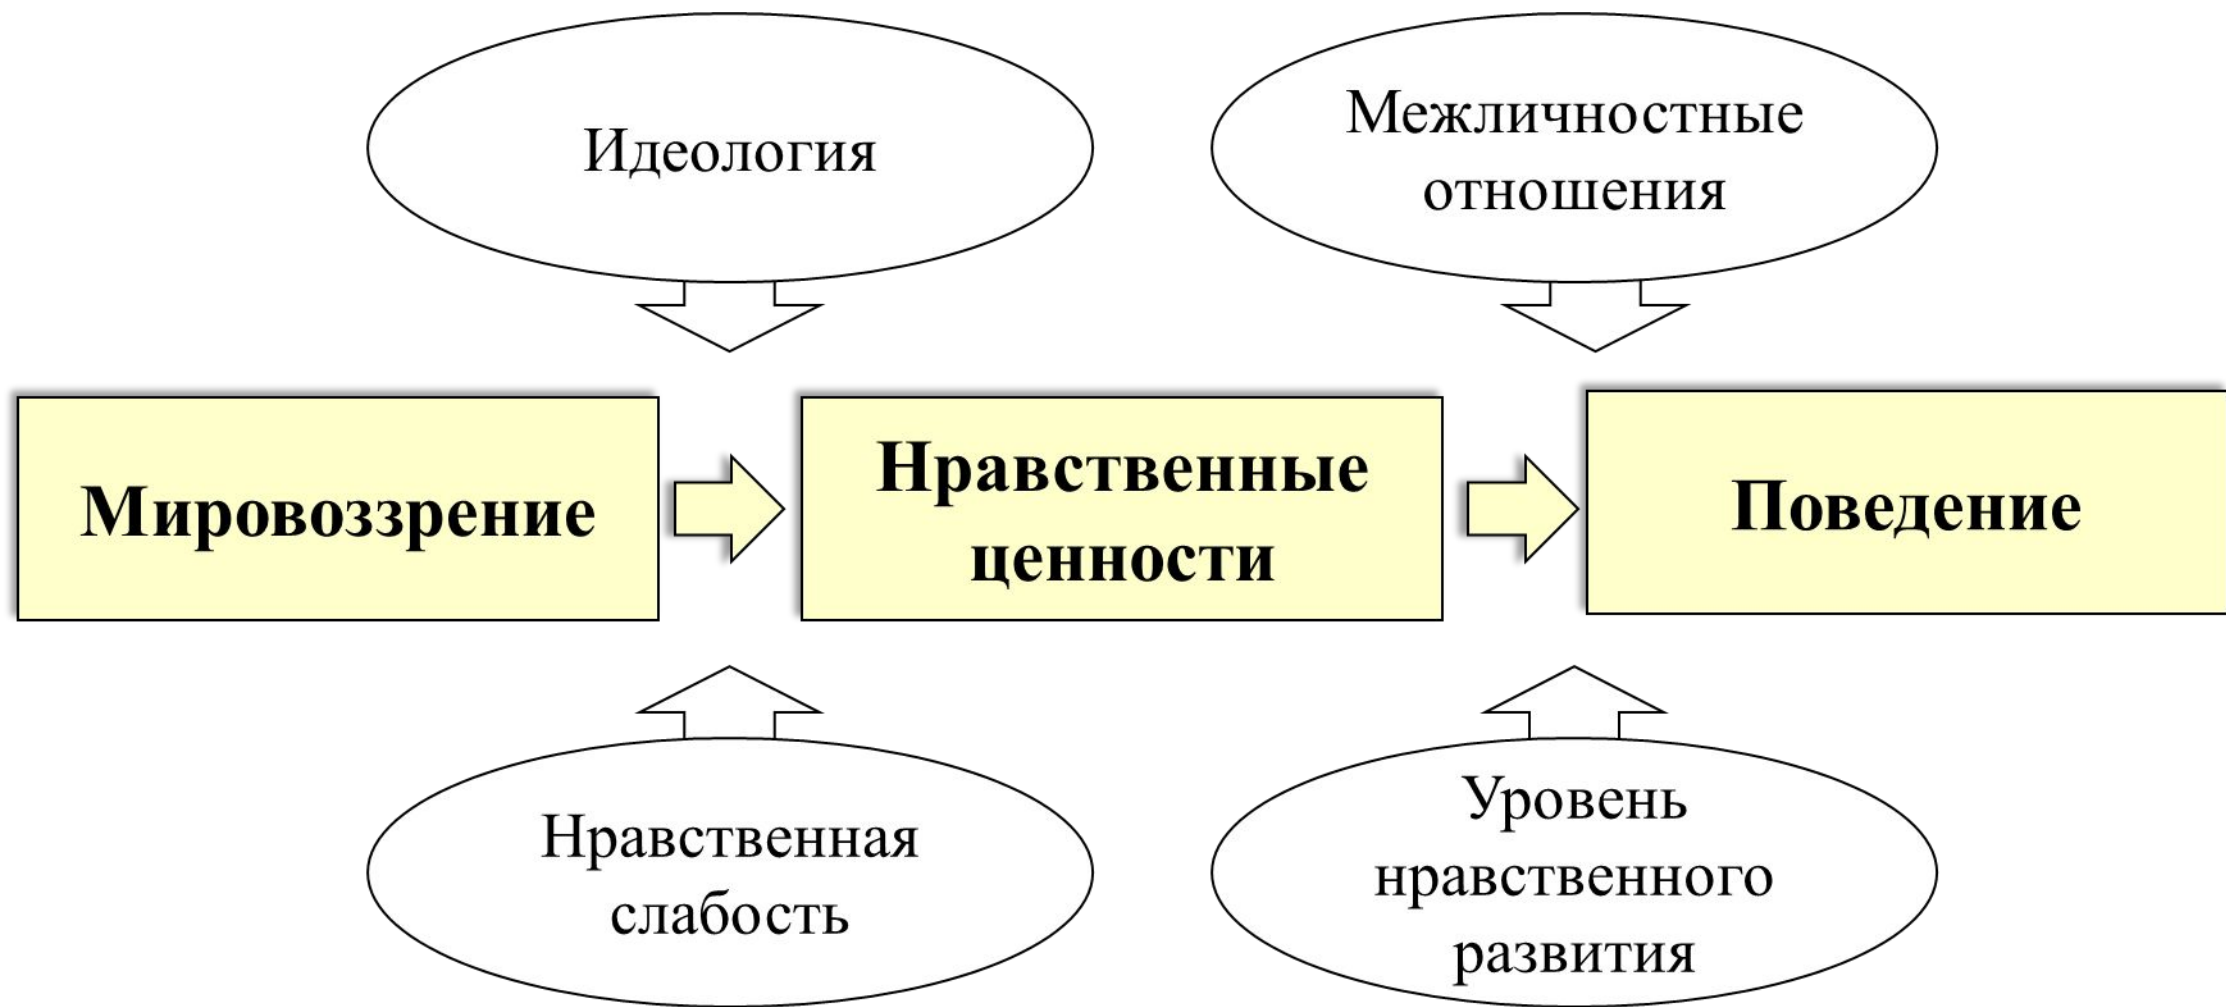 Идеология
Межличностные
отношения
Мировоззрение
Нравственные
ценности
Поведение
Нравственная
слабость
Уровень
нравственного
развития